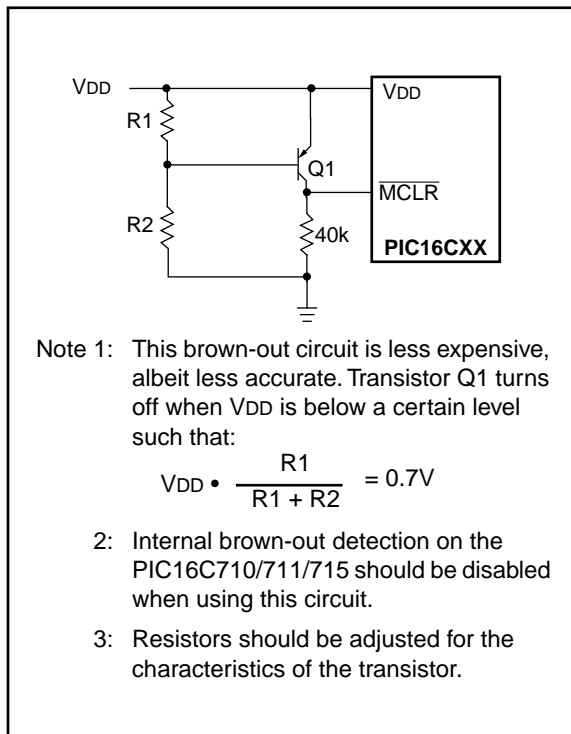 VDD
VDD
R1
Q1
MCLR
R2
40k
PIC16CXX
Note 1: This brown-out circuit is less expensive,
albeit less accurate. Transistor Q1 turns
off when VDD is below a certain level
such that:
VDD • R1 / R1 + R2 = 0.7V
2: Internal brown-out detection on the
PIC16C710/711/715 should be disabled
when using this circuit.
3: Resistors should be adjusted for the
characteristics of the transistor.